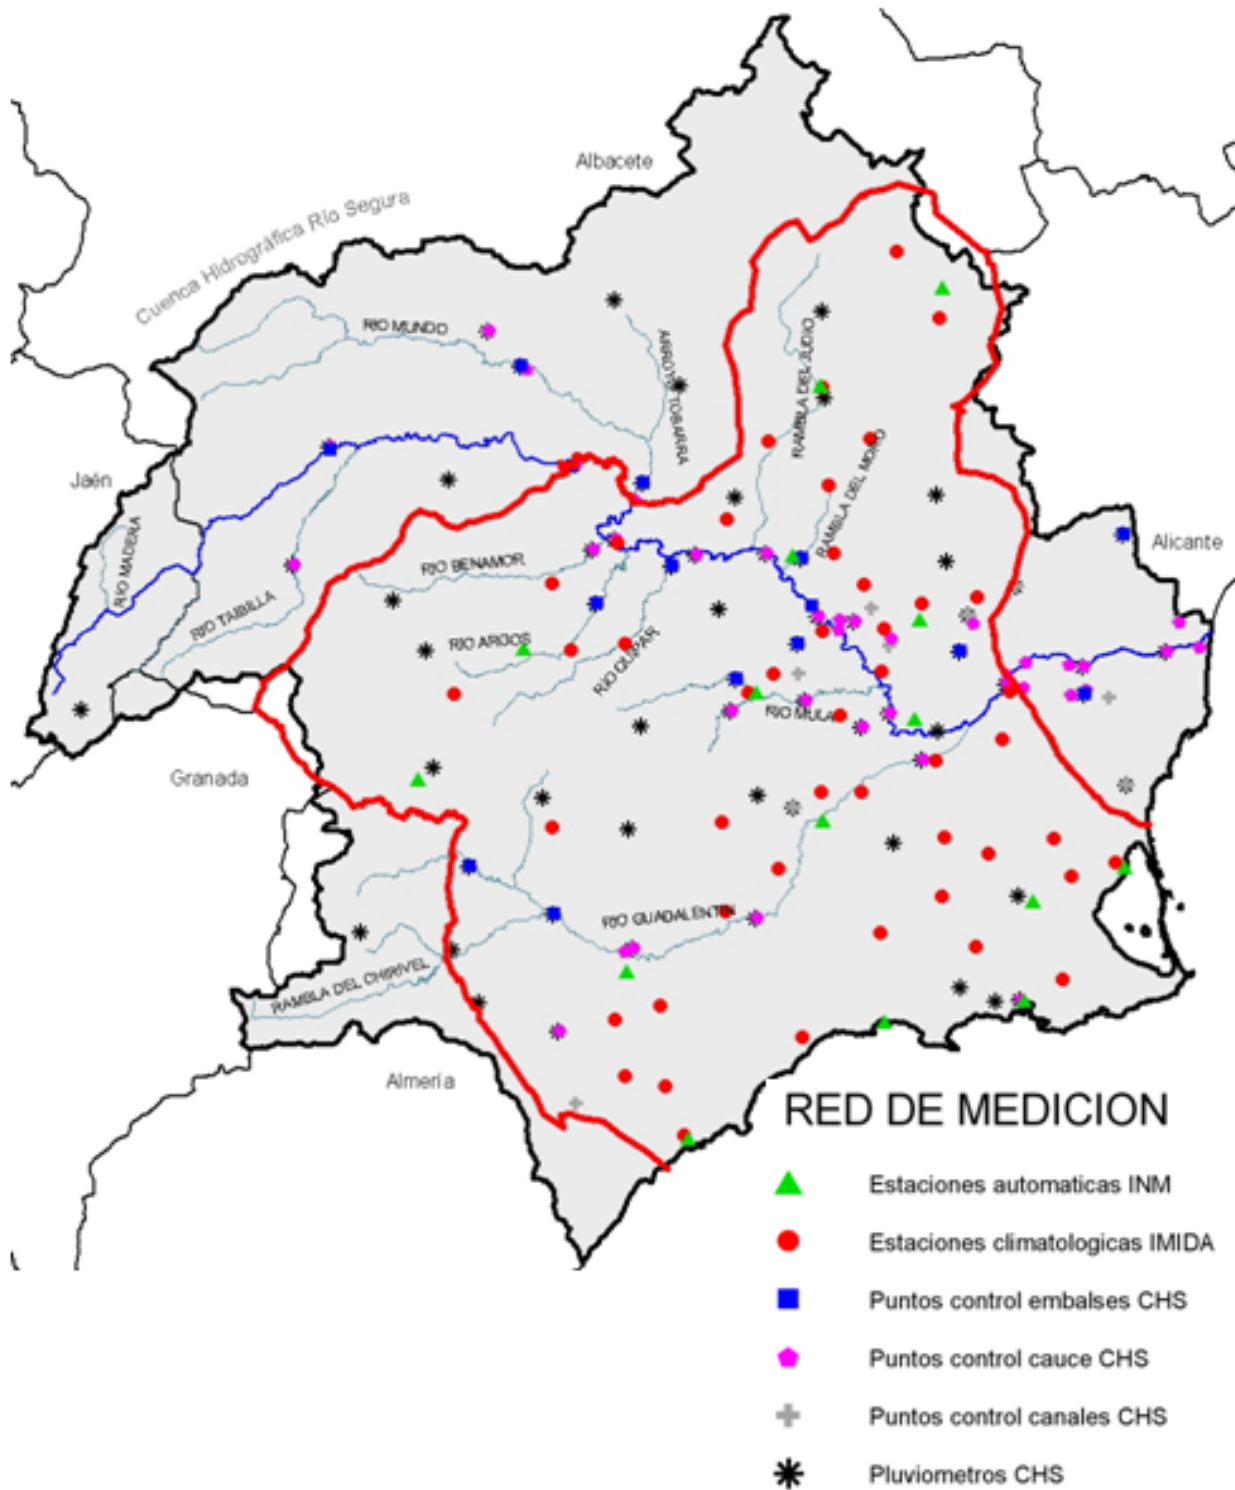 Albacete
Cuenca Hidrográfica Río Segura
RIO MUNDO
ARROYO TOBARRA
RAMBLA DEL JUDIO
RAMBLA DEL MORO
Jaén
Alicante
RIO MADERA
RIO BENAMOR
RIO TAIBILLA
RIO ARGOS
RÍO QUIPAR
RIO MULA
Granada
RIO GUADALENTIN
RAMBLA DEL CHIRIVEL
Almería
RED DE MEDICION
Estaciones automaticas INM
Estaciones climatologicas IMIDA
Puntos control embalses CHS
Puntos control cauce CHS
Puntos control canales CHS
Pluviometros CHS